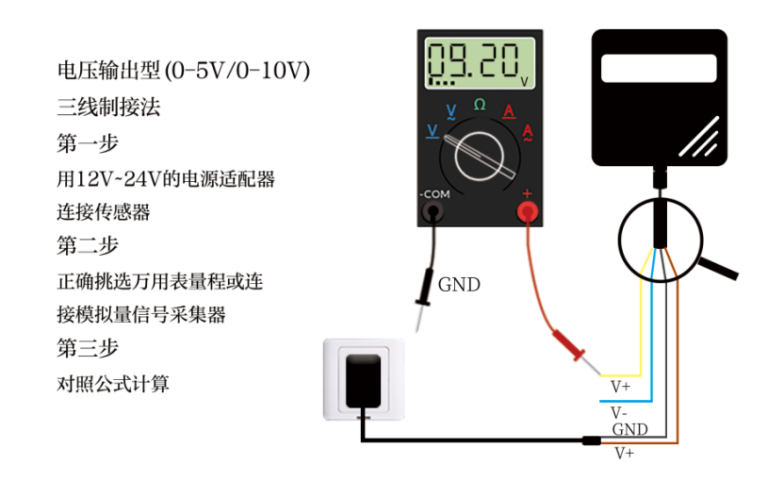 电压输出型(0-5V/0-10V)
三线制接法
第一步
用12V~24V的电源适配器
连接传感器
第二步
正确挑选万用表量程或连
接模拟量信号采集器
第三步
对照公式计算
09.20 V
V
V
Ω
A
A
-COM
+
GND
V+
V-
GND
V+